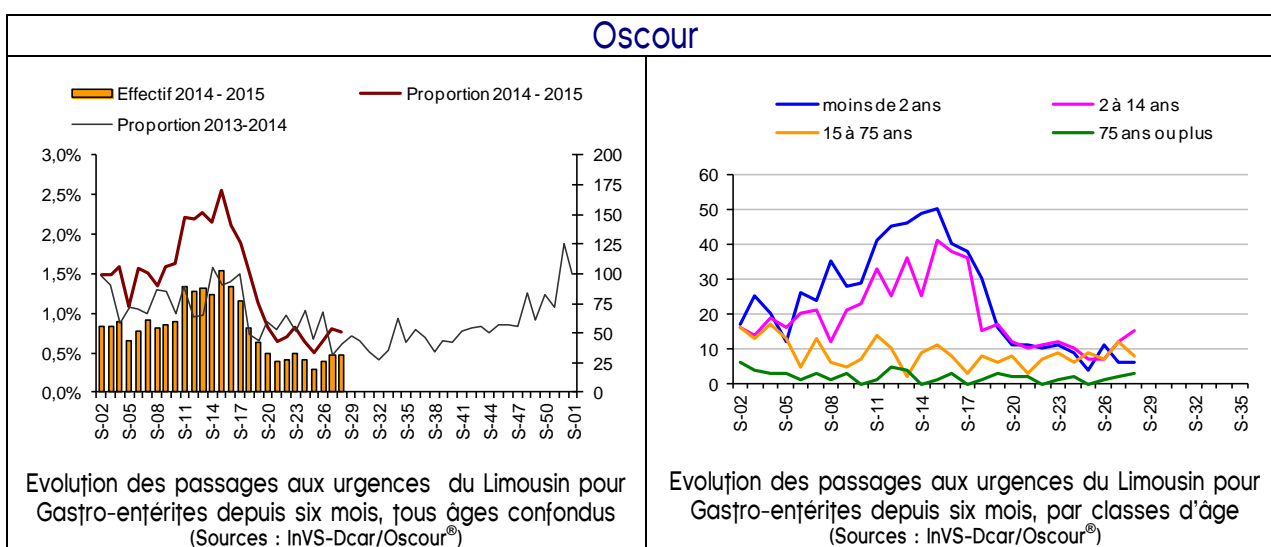 Oscour
Effectif 2014 - 2015
Proportion 2014 - 2015
Proportion 2013-2014
3,0%
2,5%
2,0%
1,5%
1,0%
0,5%
0,0%
200
175
150
125
100
75
50
25
0
S-02
S-05
S-08
S-11
S-14
S-17
S-20
S-23
S-26
S-29
S-32
S-35
S-38
S-41
S-44
S-47
S-50
S-01
Evolution des passages aux urgences du Limousin pour
Gastro-entérites depuis six mois, tous âges confondus
(Sources : InVS-Dcar/Oscour®)
moins de 2 ans
2 à 14 ans
15 à 75 ans
75 ans ou plus
60
50
40
30
20
10
0
S-02
S-05
S-08
S-11
S-14
S-17
S-20
S-23
S-26
S-29
S-32
S-35
Evolution des passages aux urgences du Limousin pour
Gastro-entérites depuis six mois, par classes d'âge
(Sources : InVS-Dcar/Oscour®)